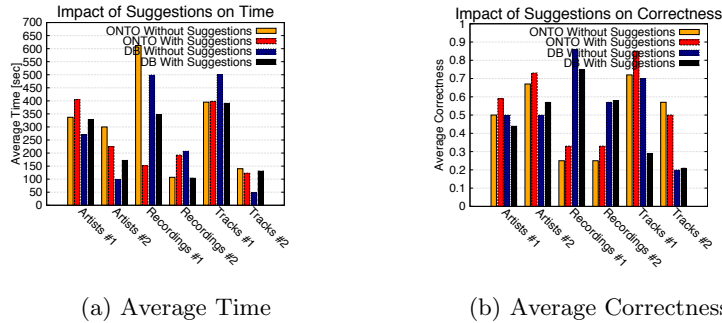 Impact of Suggestions on Time
700
650
600
550
500
450
400
350
300
250
200
150
100
50
0
Average Time [sec]
ONTO Without Suggestions
ONTO With Suggestions
DB Without Suggestions
DB With Suggestions
Artists #1
Artists #2
Recordings #1
Recordings #2
Tracks #1
Tracks #2
(a) Average Time
Impact of Suggestions on Correctness
1
0.9
0.8
0.7
0.6
0.5
0.4
0.3
0.2
0.1
0
Average Correctness
ONTO Without Suggestions
ONTO With Suggestions
DB Without Suggestions
DB With Suggestions
Artists #1
Artists #2
Recordings #1
Recordings #2
Tracks #1
Tracks #2
(b) Average Correctness